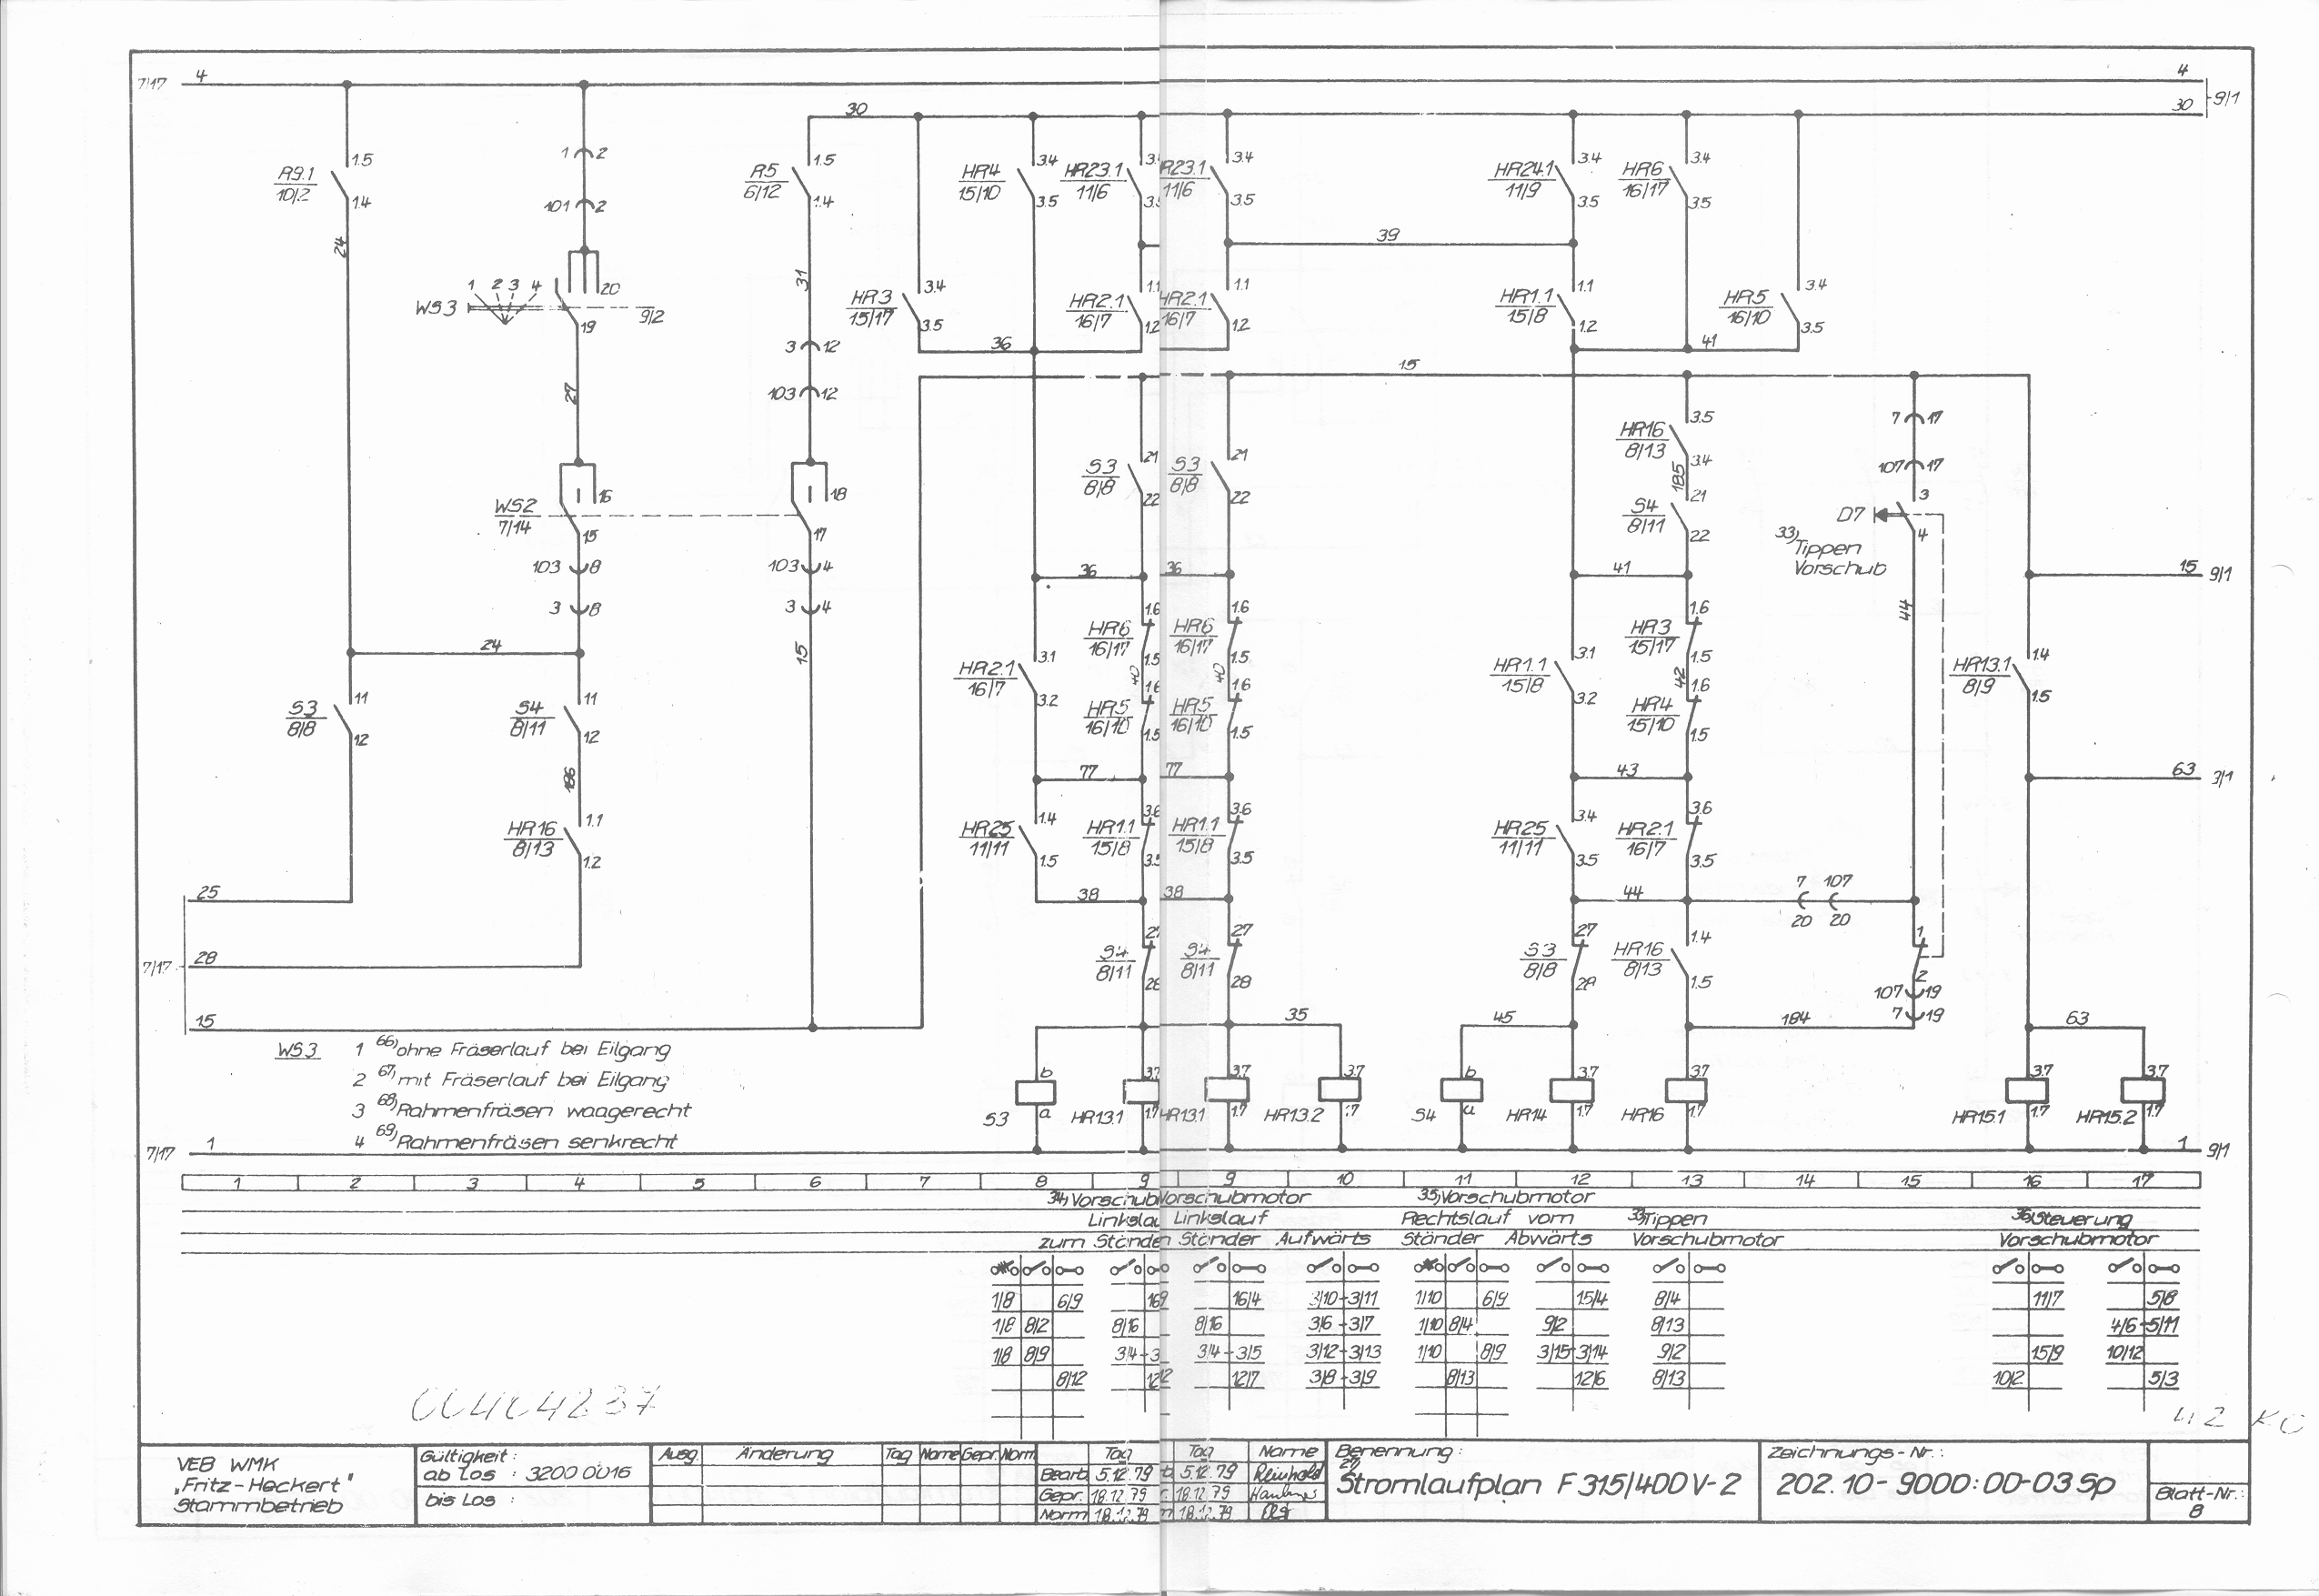 7/17 4 4
30 30 9/1
R9.1 10/2 1.5 1.4 24
1 2
101 2
WS3 1 2 3 4 20 19 9/2
27
R5 6/12 1.5 1.4 31
HR3 15/17 3.4 3.5
HR4 15/10 3.4 3.5
HR23.1 11/6
HR23.1 11/6 3.4 3.5
39
HR24.1 11/9 3.4 3.5
HR6 16/17 3.4 3.5
HR2.1 16/7 1.1 1.2
HR2.1 16/7 1.1 1.2
HR1.1 15/8 1.1 1.2
HR5 16/10 3.4 3.5
36 41
3 12
103 12
15
WS2 7/14 16 15 18 17
103 8 103 4
3 8 3 4
15
S3 8/8 21 22
S3 8/8 21 22
HR16 8/13 3.5 3.4
185
S4 8/11 21 22
7 17
107 17
D7 3 4
33) Tippen
Vorschub
36 36 41 15 9/1
24
HR6 16/17 1.6 1.5
HR6 16/17 1.6 1.5
HR3 15/17 1.6 1.5
44
40 40 42
HR2.1 16/7 3.1 3.2
HR1.1 15/8 3.1 3.2
HR13.1 8/9 1.4 1.5
S3 8/8 11 12
S4 8/11 11 12
HR5 16/10 1.6 1.5
HR5 16/10 1.6 1.5
HR4 15/10 1.6 1.5
186
77 77 43 63 3/1
HR16 8/13 1.1 1.2
HR25 11/11 1.4 1.5
HR1.1 15/8 3.6 3.5
HR1.1 15/8 3.6 3.5
HR25 11/11 3.4 3.5
HR2.1 16/7 3.6 3.5
25
38 38 44
7 107
20 20
7/17 28
S4 8/11
S4 8/11 27 28
S3 8/8 27 28
HR16 8/13 1.4 1.5
1 2
107 19
7 19
15 35 45 184 63
WS3 1 66) ohne Fräserlauf bei Eilgang
2 67) mit Fräserlauf bei Eilgang
3 68) Rahmenfräsen waagerecht
4 69) Rahmenfräsen senkrecht
S3 b a
HR13.1 3.7 1.7
HR13.1 3.7 1.7
HR13.2 3.7 1.7
S4 b a
HR14 3.7 1.7
HR16 3.7 1.7
HR15.1 3.7 1.7
HR15.2 3.7 1.7
7/17 1 1 9/1
1 2 3 4 5 6 7 8 9 9 10 11 12 13 14 15 16 17
34) Vorschub Vorschubmotor 35) Vorschubmotor
Linkslauf Rechtslauf vom 33) Tippen 36) Steuerung
zum Ständer Ständer Aufwärts Ständer Abwärts Vorschubmotor Vorschubmotor
1/8 6/9 16/4 3/10-3/11 1/10 6/9 15/4 8/4 11/7 5/8
1/8 8/2 8/16 8/16 3/6-3/7 1/10 8/4 9/2 8/13 4/6-5/11
1/8 8/9 3/4-3 3/4-3/5 3/12-3/13 1/10 8/9 3/15-3/14 9/2 15/9 10/12
8/12 12 12/7 3/8-3/9 8/13 12/6 8/13 10/2 5/3
VEB WMK
„Fritz-Heckert"
Stammbetrieb
Gültigkeit:
ab Los : 3200 0016
bis Los :
Ausg. Änderung Tag Name Gepr. Norm.
Tag Tag Name
Bearb. 5.12.79 5.12.79 Reinhold
Gepr. 18.12.79 18.12.79
Norm 18.12.79 18.12.79
Benennung:
27) Stromlaufplan F 315/400 V-2
Zeichnungs-Nr.:
202.10-9000:00-03 Sp
Blatt-Nr.:
8